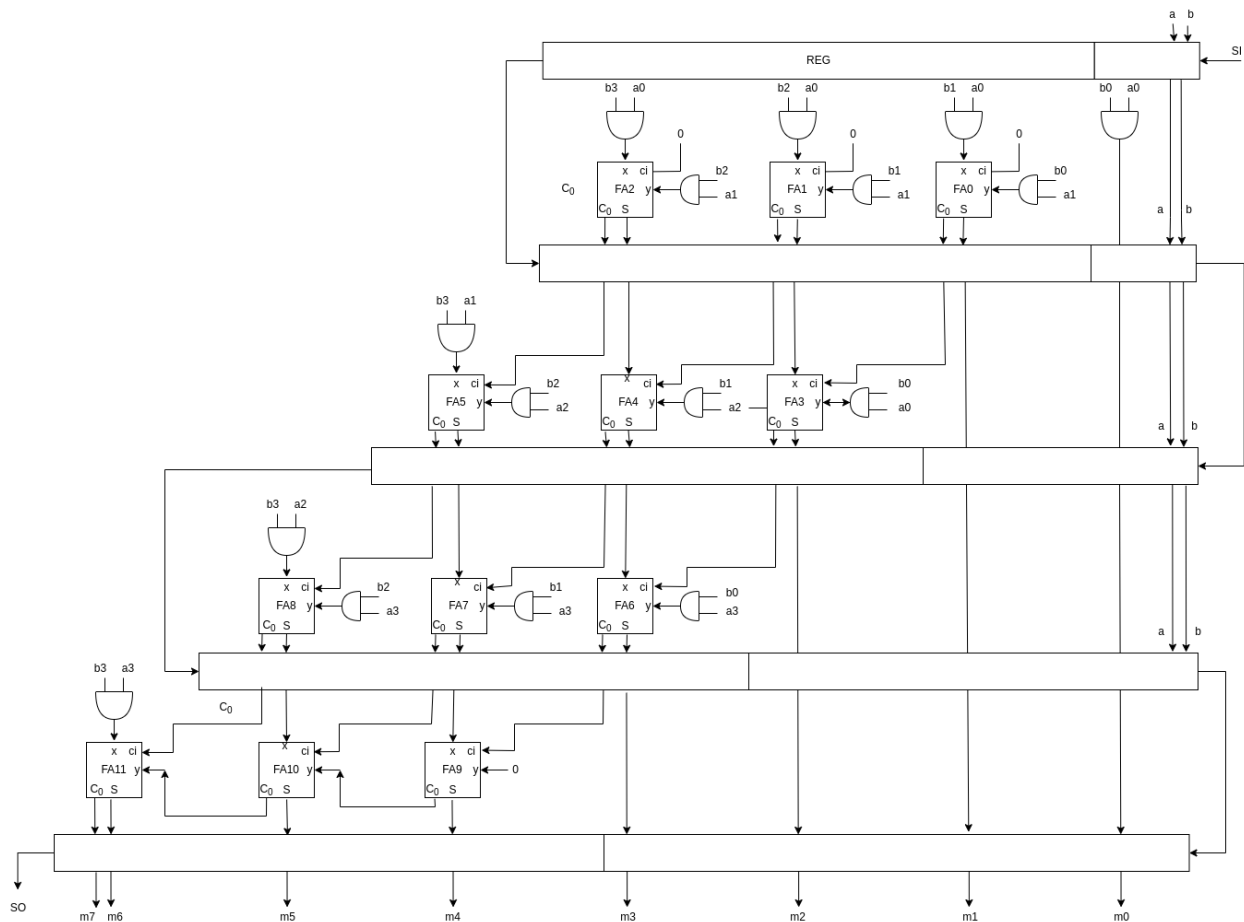 a b
REG SI
b3 a0 b2 a0 b1 a0 b0 a0
0 0 0
x ci b2 x ci b1 x ci b0
C0 FA2 y FA1 y FA0 y
a1 a1 a1
C0 S C0 S C0 S a b
b3 a1
x ci b2 x ci b1 x ci b0
FA5 y a2 FA4 y a2 FA3 y a0
C0 S C0 S C0 S a b
b3 a2
x ci b2 x ci b1 x ci b0
FA8 y a3 FA7 y a3 FA6 y a3
C0 S C0 S C0 S a b
b3 a3
C0
x ci x ci x ci
FA11 y FA10 y FA9 y 0
C0 S C0 S C0 S
SO m7 m6 m5 m4 m3 m2 m1 m0